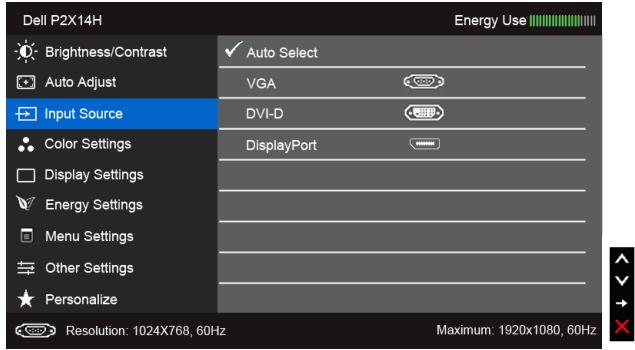 Dell P2X14H Energy Use
Brightness/Contrast Auto Select
Auto Adjust VGA
Input Source DVI-D
Color Settings DisplayPort
Display Settings
Energy Settings
Menu Settings
Other Settings
Personalize
Resolution: 1024X768, 60Hz Maximum: 1920x1080, 60Hz